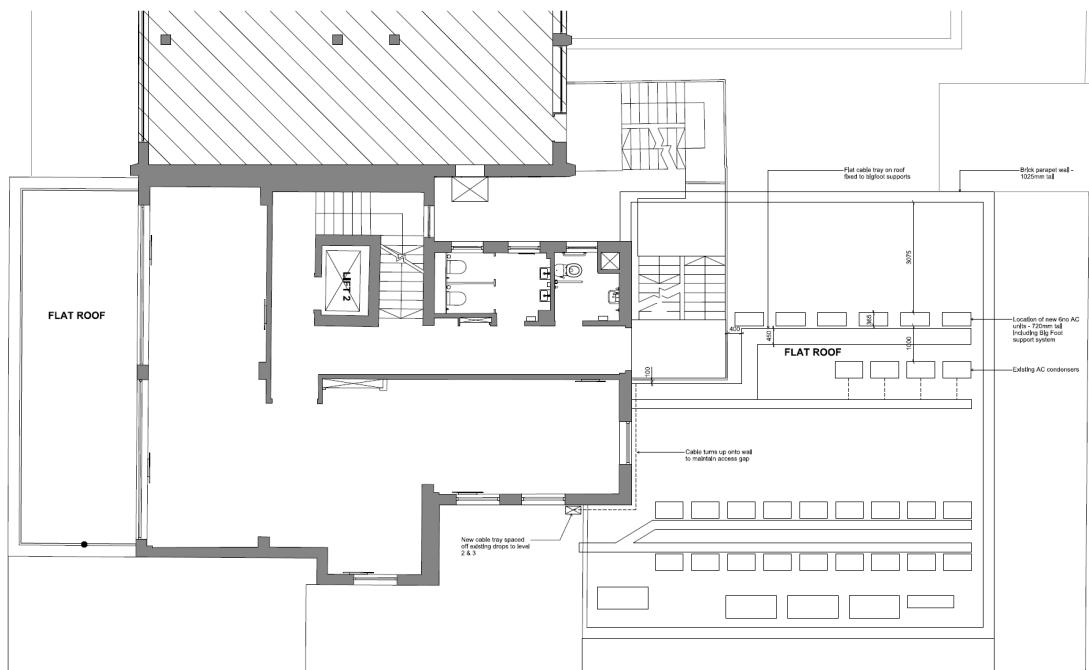 Flat cable tray on roof
fixed to bigfoot supports
Brick parapet wall -
1025mm tall
3075
LIFT 2
FLAT ROOF
365
Location of new 6no AC
units - 720mm tall
Including Big Foot
support system
400
450
1000
FLAT ROOF
100
Existing AC condensers
Cable turns up onto wall
to maintain access gap
New cable tray spaced
off existing drops to level
2 & 3